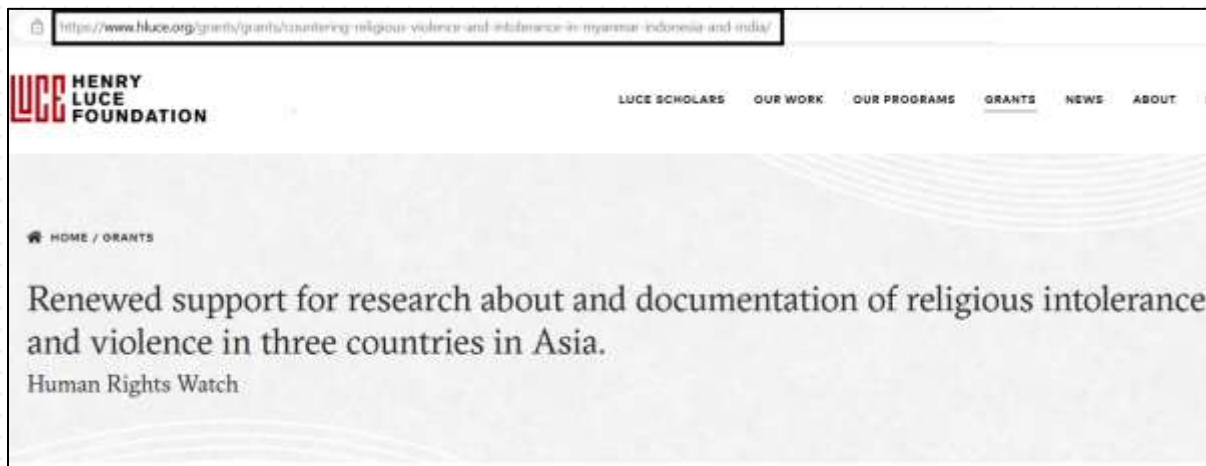 https://www.hluce.org/grants/grants/countering-religious-violence-and-intolerance-in-myanmar-indonesia-and-india/
LUCE
HENRY
LUCE
FOUNDATION
LUCE SCHOLARS OUR WORK OUR PROGRAMS GRANTS NEWS ABOUT
HOME / GRANTS
Renewed support for research about and documentation of religious intolerance
and violence in three countries in Asia.
Human Rights Watch